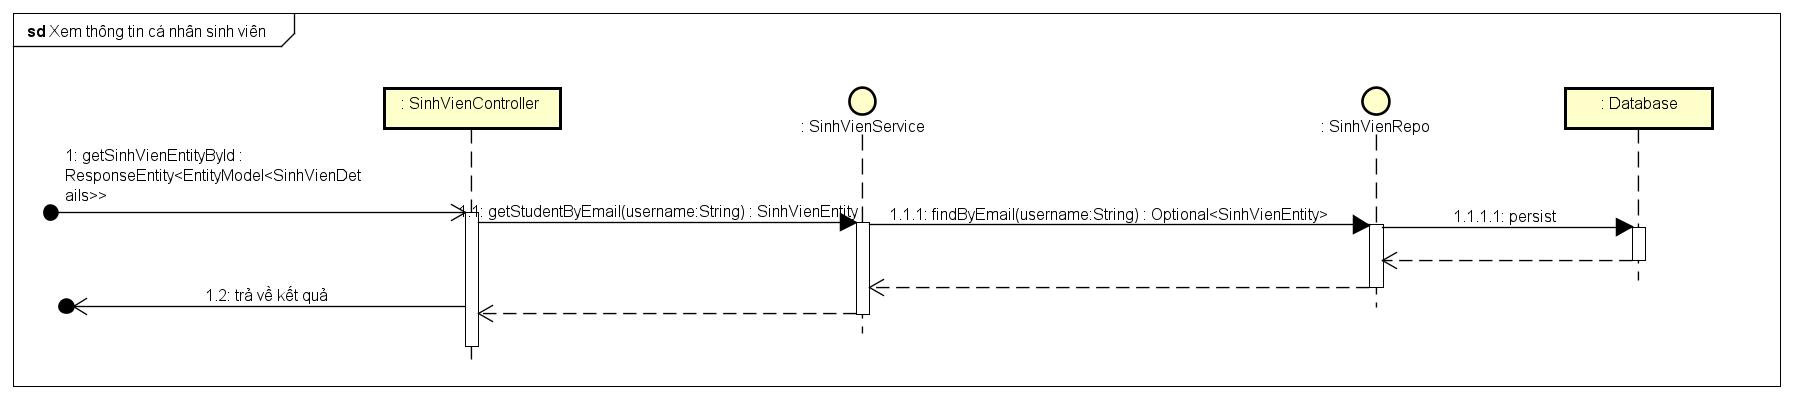 sd Xem thông tin cá nhân sinh viên
: SinhVienController
: SinhVienService
: SinhVienRepo
: Database
1: getSinhVienEntityById :
ResponseEntity<EntityModel<SinhVienDet
ails>>
1.1: getStudentByEmail(username:String) : SinhVienEntity
1.1.1: findByEmail(username:String) : Optional<SinhVienEntity>
1.1.1.1: persist
1.2: trả về kết quả